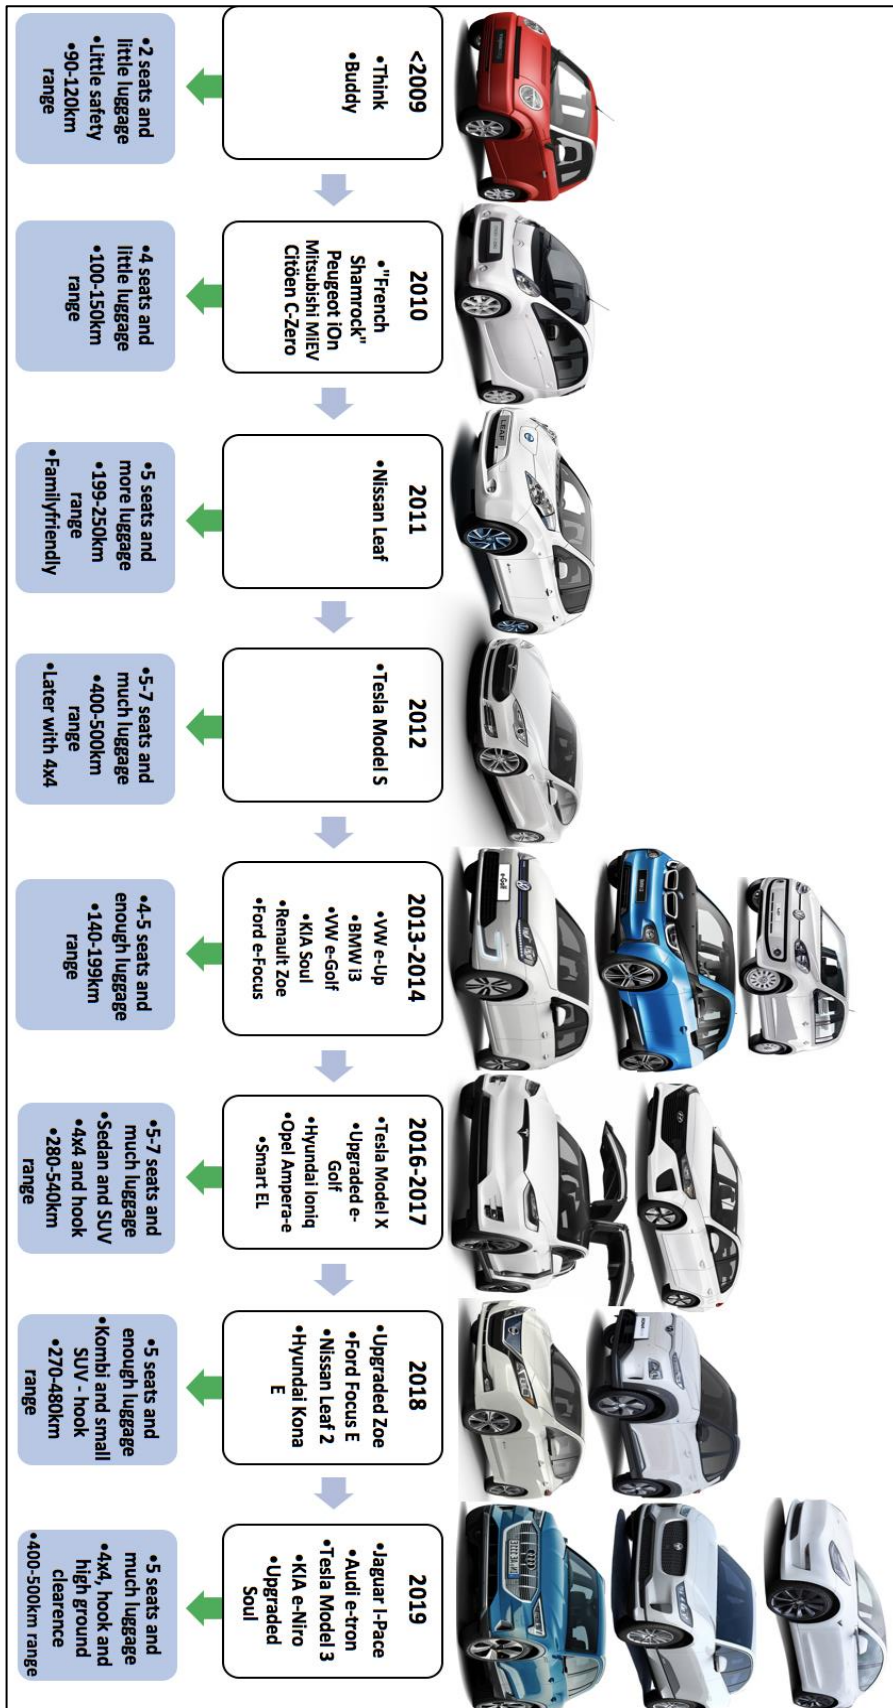 <2009
•Think
•Buddy
•2 seats and
little luggage
•Little safety
•90-120km
range
2010
•"French
Shamrock"
Peugeot iOn
Mitsubishi MiEV
Citöen C-Zero
•4 seats and
little luggage
•100-150km
range
2011
•Nissan Leaf
•5 seats and
more luggage
•199-250km
range
•Familyfriendly
2012
•Tesla Model S
•5-7 seats and
much luggage
•400-500km
range
•Later with 4x4
2013-2014
•VW e-Up
•BMW i3
•VW e-Golf
•KIA Soul
•Renault Zoe
•Ford e-Focus
•4-5 seats and
enough luggage
•140-199km
range
2016-2017
•Tesla Model X
•Upgraded e-
Golf
•Hyundai Ioniq
•Opel Ampera-e
•Smart EL
•5-7 seats and
much luggage
•Sedan and SUV
•4x4 and hook
•280-540km
range
2018
•Upgraded Zoe
•Ford Focus E
•Nissan Leaf 2
•Hyundai Kona
E
•5 seats and
enough luggage
•Kombi and small
SUV - hook
•270-480km
range
2019
•Jaguar I-Pace
•Audi e-tron
•Tesla Model 3
•KIA e-Niro
•Upgraded
Soul
•5 seats and
much luggage
•4x4, hook and
high ground
clearence
•400-500km range
LEAF
e-Golf